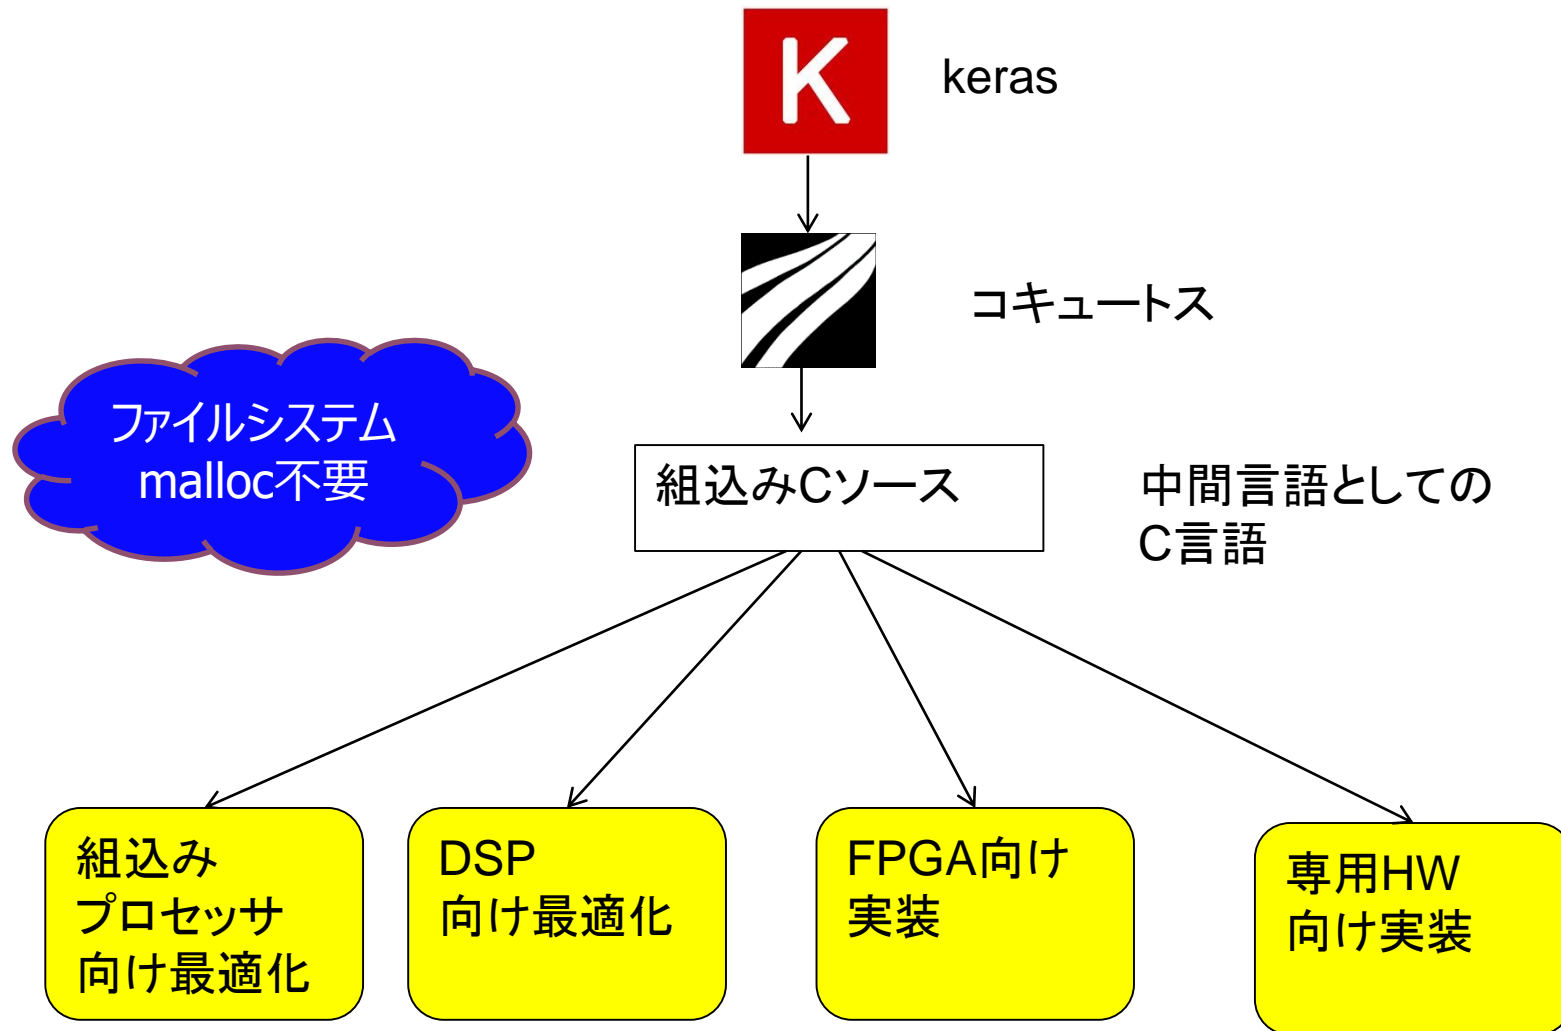 K
keras
コキュートス
ファイルシステム
malloc不要
組込みCソース
中間言語としての
C言語
組込み
プロセッサ
向け最適化
DSP
向け最適化
FPGA向け
実装
専用HW
向け実装